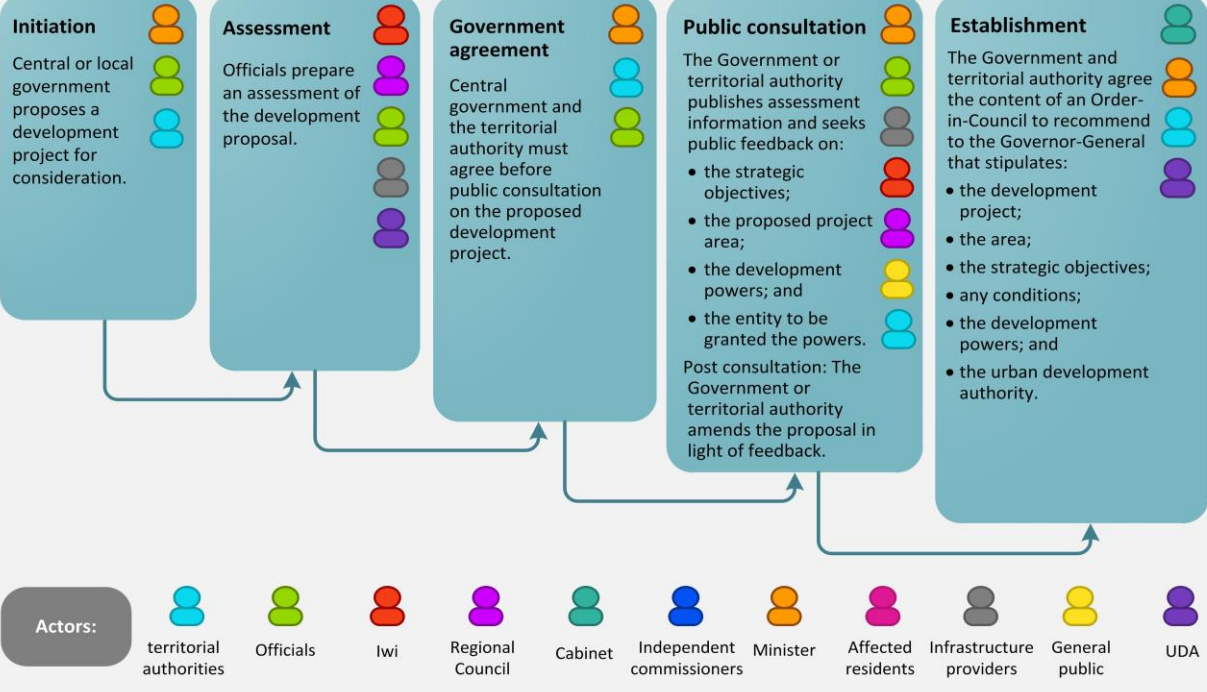 Initiation
Central or local
government
proposes a
development
project for
consideration.
Assessment
Officials prepare
an assessment of
the development
proposal.
Government
agreement
Central
government and
the territorial
authority must
agree before
public consultation
on the proposed
development
project.
Public consultation
The Government or
territorial authority
publishes assessment
information and seeks
public feedback on:
• the strategic
objectives;
• the proposed project
area;
• the development
powers; and
• the entity to be
granted the powers.
Post consultation: The
Government or
territorial authority
amends the proposal in
light of feedback.
Establishment
The Government and
territorial authority agree
the content of an Order-
in-Council to recommend
to the Governor-General
that stipulates:
• the development
project;
• the area;
• the strategic objectives;
• any conditions;
• the development
powers; and
• the urban development
authority.
Actors:
territorial
authorities
Officials
Iwi
Regional
Council
Cabinet
Independent
commissioners
Minister
Affected
residents
Infrastructure
providers
General
public
UDA